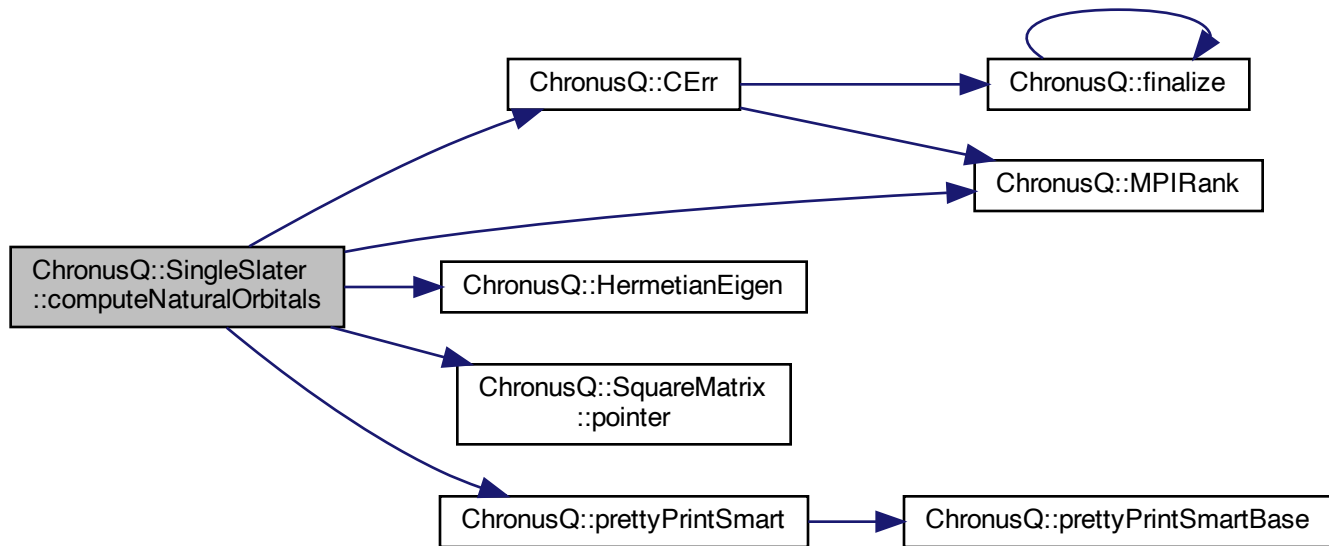 ChronusQ::SingleSlater
::computeNaturalOrbitals
ChronusQ::CErr
ChronusQ::finalize
ChronusQ::MPIRank
ChronusQ::HermetianEigen
ChronusQ::SquareMatrix
::pointer
ChronusQ::prettyPrintSmart
ChronusQ::prettyPrintSmartBase